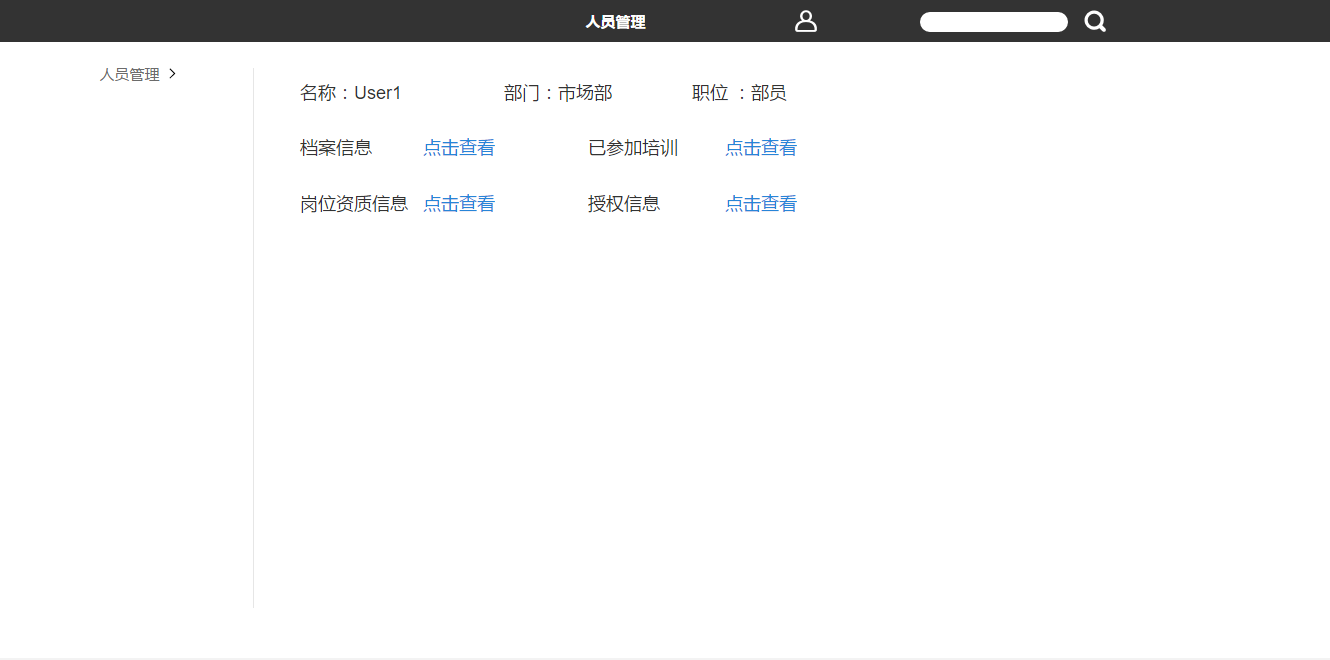 人员管理
人员管理
名称：User1 部门：市场部 职位 ：部员
档案信息 点击查看 已参加培训 点击查看
岗位资质信息 点击查看 授权信息 点击查看